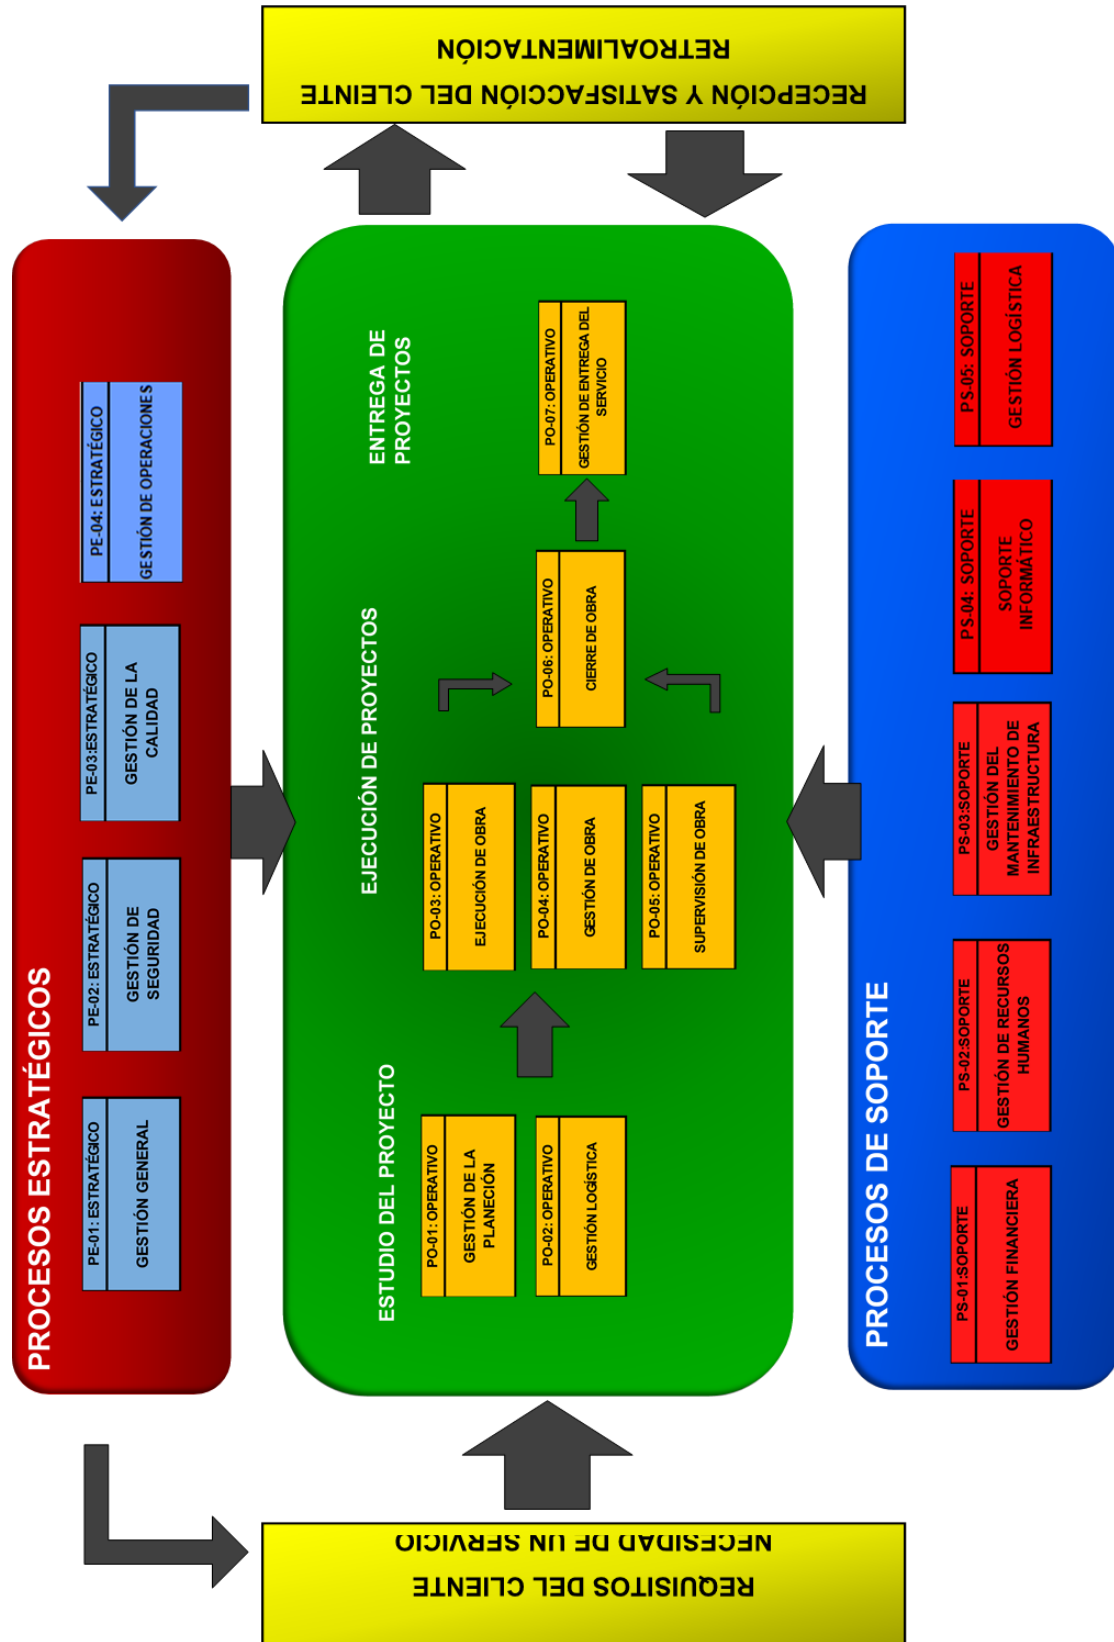 PROCESOS ESTRATÉGICOS
PE-01: ESTRATÉGICO
GESTIÓN GENERAL
PE-02: ESTRATÉGICO
GESTIÓN DE
SEGURIDAD
PE-03:ESTRATÉGICO
GESTIÓN DE LA
CALIDAD
PE-04: ESTRATÉGICO
GESTIÓN DE OPERACIONES
REQUISITOS DEL CLIENTE
NECESIDAD DE UN SERVICIO
ESTUDIO DEL PROYECTO
PO-01: OPERATIVO
GESTIÓN DE LA
PLANECIÓN
PO-02: OPERATIVO
GESTIÓN LOGÍSTICA
EJECUCIÓN DE PROYECTOS
PO-03: OPERATIVO
EJECUCIÓN DE OBRA
PO-04: OPERATIVO
GESTIÓN DE OBRA
PO-05: OPERATIVO
SUPERVISIÓN DE OBRA
PO-06: OPERATIVO
CIERRE DE OBRA
ENTREGA DE
PROYECTOS
PO-07: OPERATIVO
GESTIÓN DE ENTREGA DEL
SERVICIO
RECEPCIÓN Y SATISFACCIÓN DEL CLEINTE
RETROALIMENTACIÓN
PROCESOS DE SOPORTE
PS-01:SOPORTE
GESTIÓN FINANCIERA
PS-02:SOPORTE
GESTIÓN DE RECURSOS
HUMANOS
PS-03:SOPORTE
GESTIÓN DEL
MANTENIMIENTO DE
INFRAESTRUCTURA
PS-04: SOPORTE
SOPORTE
INFORMÁTICO
PS-05: SOPORTE
GESTIÓN LOGÍSTICA